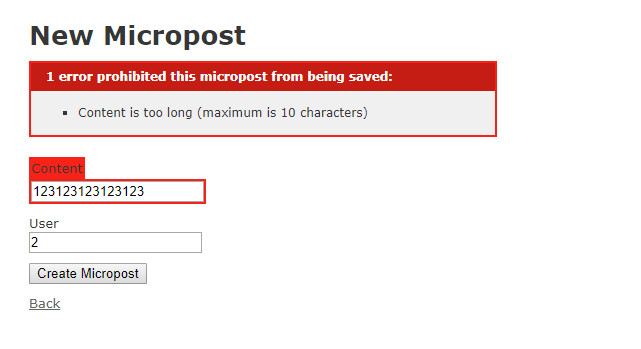 New Micropost
1 error prohibited this micropost from being saved:
Content is too long (maximum is 10 characters)
Content
123123123123123
User
2
Create Micropost
Back